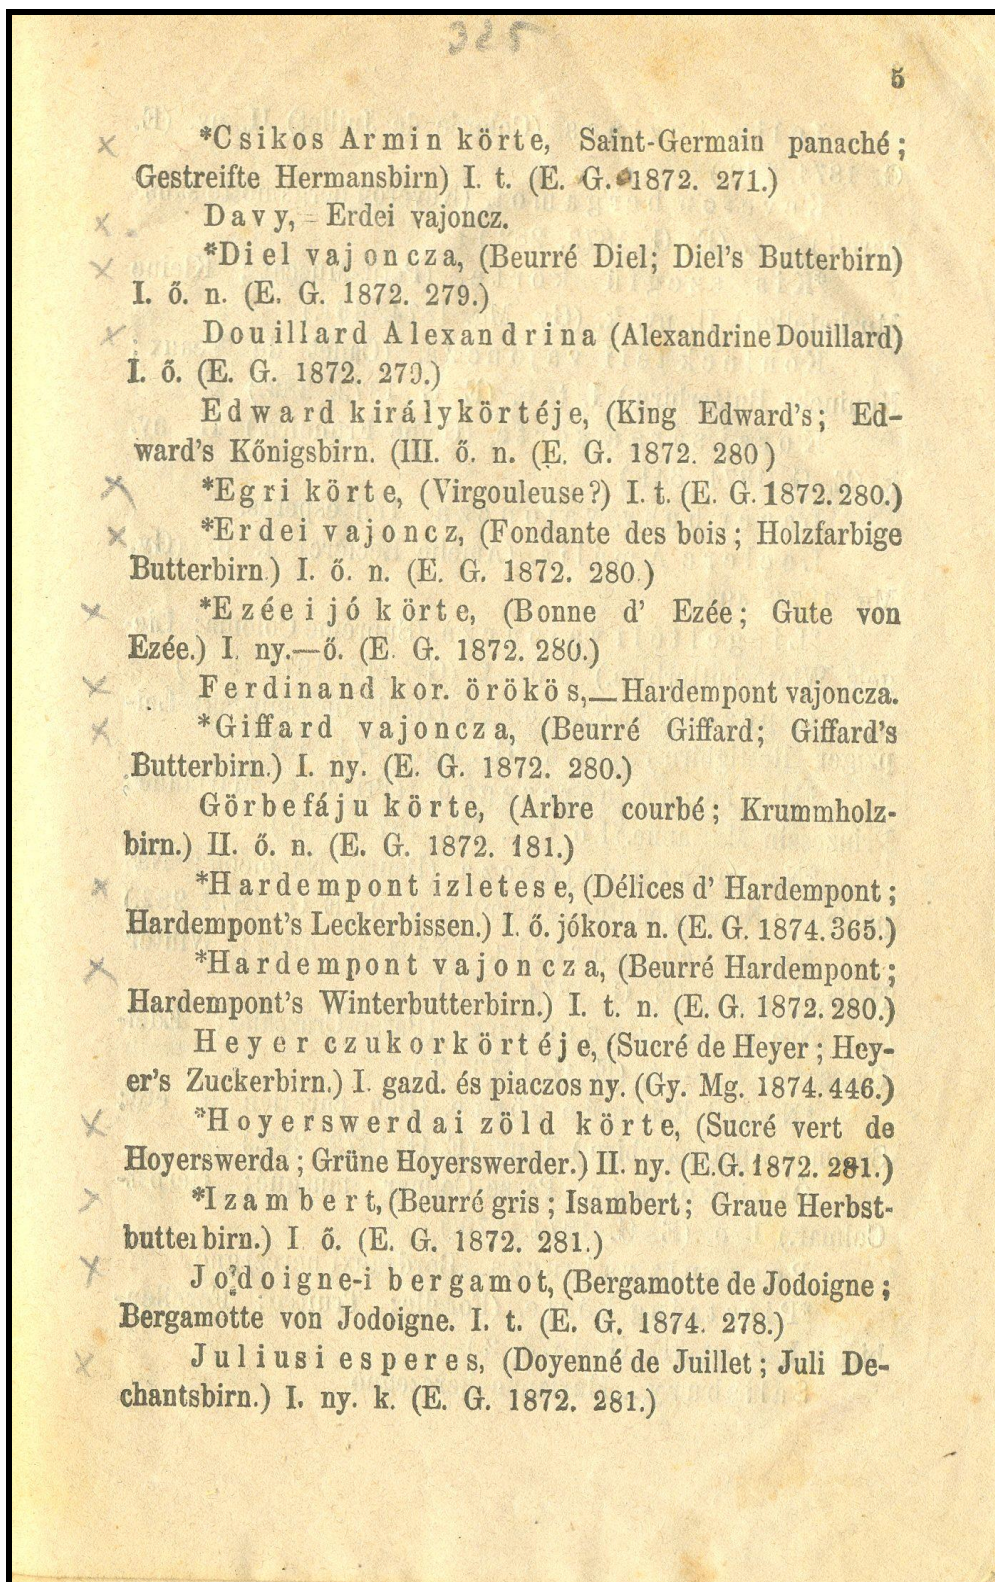 325
5
*Csikos Armin körte, Saint-Germain panaché;
Gestreifte Hermansbirn) I. t. (E. G. 1872. 271.)
Davy, = Erdei vajoncz.
*Diel vajoncza, (Beurré Diel; Diel's Butterbirn)
I. ő. n. (E. G. 1872. 279.)
Douillard Alexandrina (Alexandrine Douillard)
I. ő. (E. G. 1872. 279.)
Edward királykörtéje, (King Edward's; Ed-
ward's Kőnigsbirn. (III. ő. n. (E. G. 1872. 280)
*Egri körte, (Virgouleuse?) I. t. (E. G. 1872. 280.)
*Erdei vajoncz, (Fondante des bois; Holzfarbige
Butterbirn.) I. ő. n. (E. G. 1872. 280.)
*Ezéei jó körte, (Bonne d' Ezée; Gute von
Ezée.) I. ny.—ő. (E. G. 1872. 280.)
Ferdinand kor. örökös,—Hardempont vajoncza.
*Giffard vajoncza, (Beurré Giffard; Giffard's
Butterbirn.) I. ny. (E. G. 1872. 280.)
Görbefáju körte, (Arbre courbé; Krummholz-
birn.) II. ő. n. (E. G. 1872. 181.)
*Hardempont izletese, (Délices d' Hardempont;
Hardempont's Leckerbissen.) I. ő. jókora n. (E. G. 1874. 365.)
*Hardempont vajoncza, (Beurré Hardempont;
Hardempont's Winterbutterbirn.) I. t. n. (E. G. 1872. 280.)
Heyer czukorkörtéje, (Sucré de Heyer; Hey-
er's Zuckerbirn.) I. gazd. és piaczos ny. (Gy. Mg. 1874. 446.)
*Hoyerswerdai zöld körte, (Sucré vert de
Hoyerswerda; Grüne Hoyerswerder.) II. ny. (E.G. 1872. 281.)
*Izambert, (Beurré gris; Isambert; Graue Herbst-
butterbirn.) I ő. (E. G. 1872. 281.)
Jodoigne-i bergamot, (Bergamotte de Jodoigne;
Bergamotte von Jodoigne. I. t. (E. G. 1874. 278.)
Juliusi esperes, (Doyenné de Juillet; Juli De-
chantsbirn.) I. ny. k. (E. G. 1872. 281.)